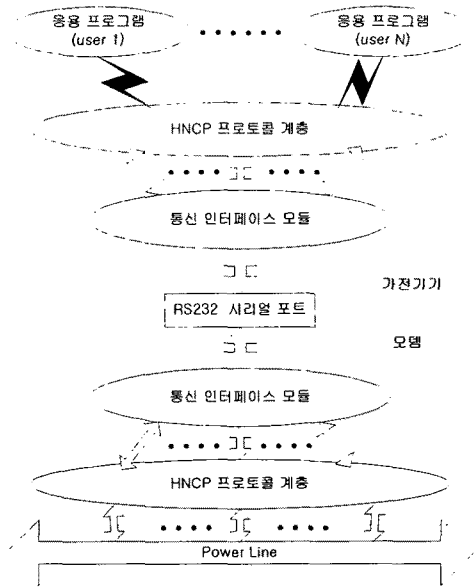 응용 프로그램
(user 1)
응용 프로그램
(user N)
HNCP 프로토콜 계층
통신 인터페이스 모듈
가전기기
RS232 시리얼 포트
모뎀
통신 인터페이스 모듈
HNCP 프로토콜 계층
Power Line